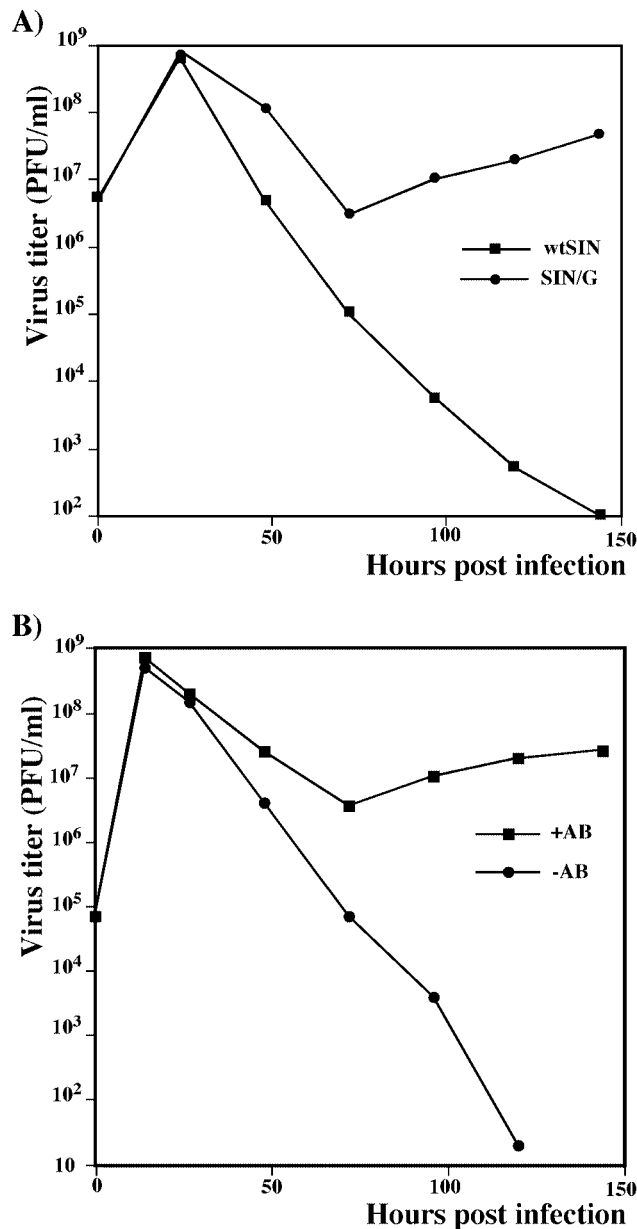 A)
Virus titer (PFU/ml)
10⁹
10⁸
10⁷
10⁶
10⁵
10⁴
10³
10²
wtSIN
SIN/G
0
50
100
150
Hours post infection
B)
Virus titer (PFU/ml)
10⁹
10⁸
10⁷
10⁶
10⁵
10⁴
10³
10²
10
+AB
-AB
0
50
100
150
Hours post infection